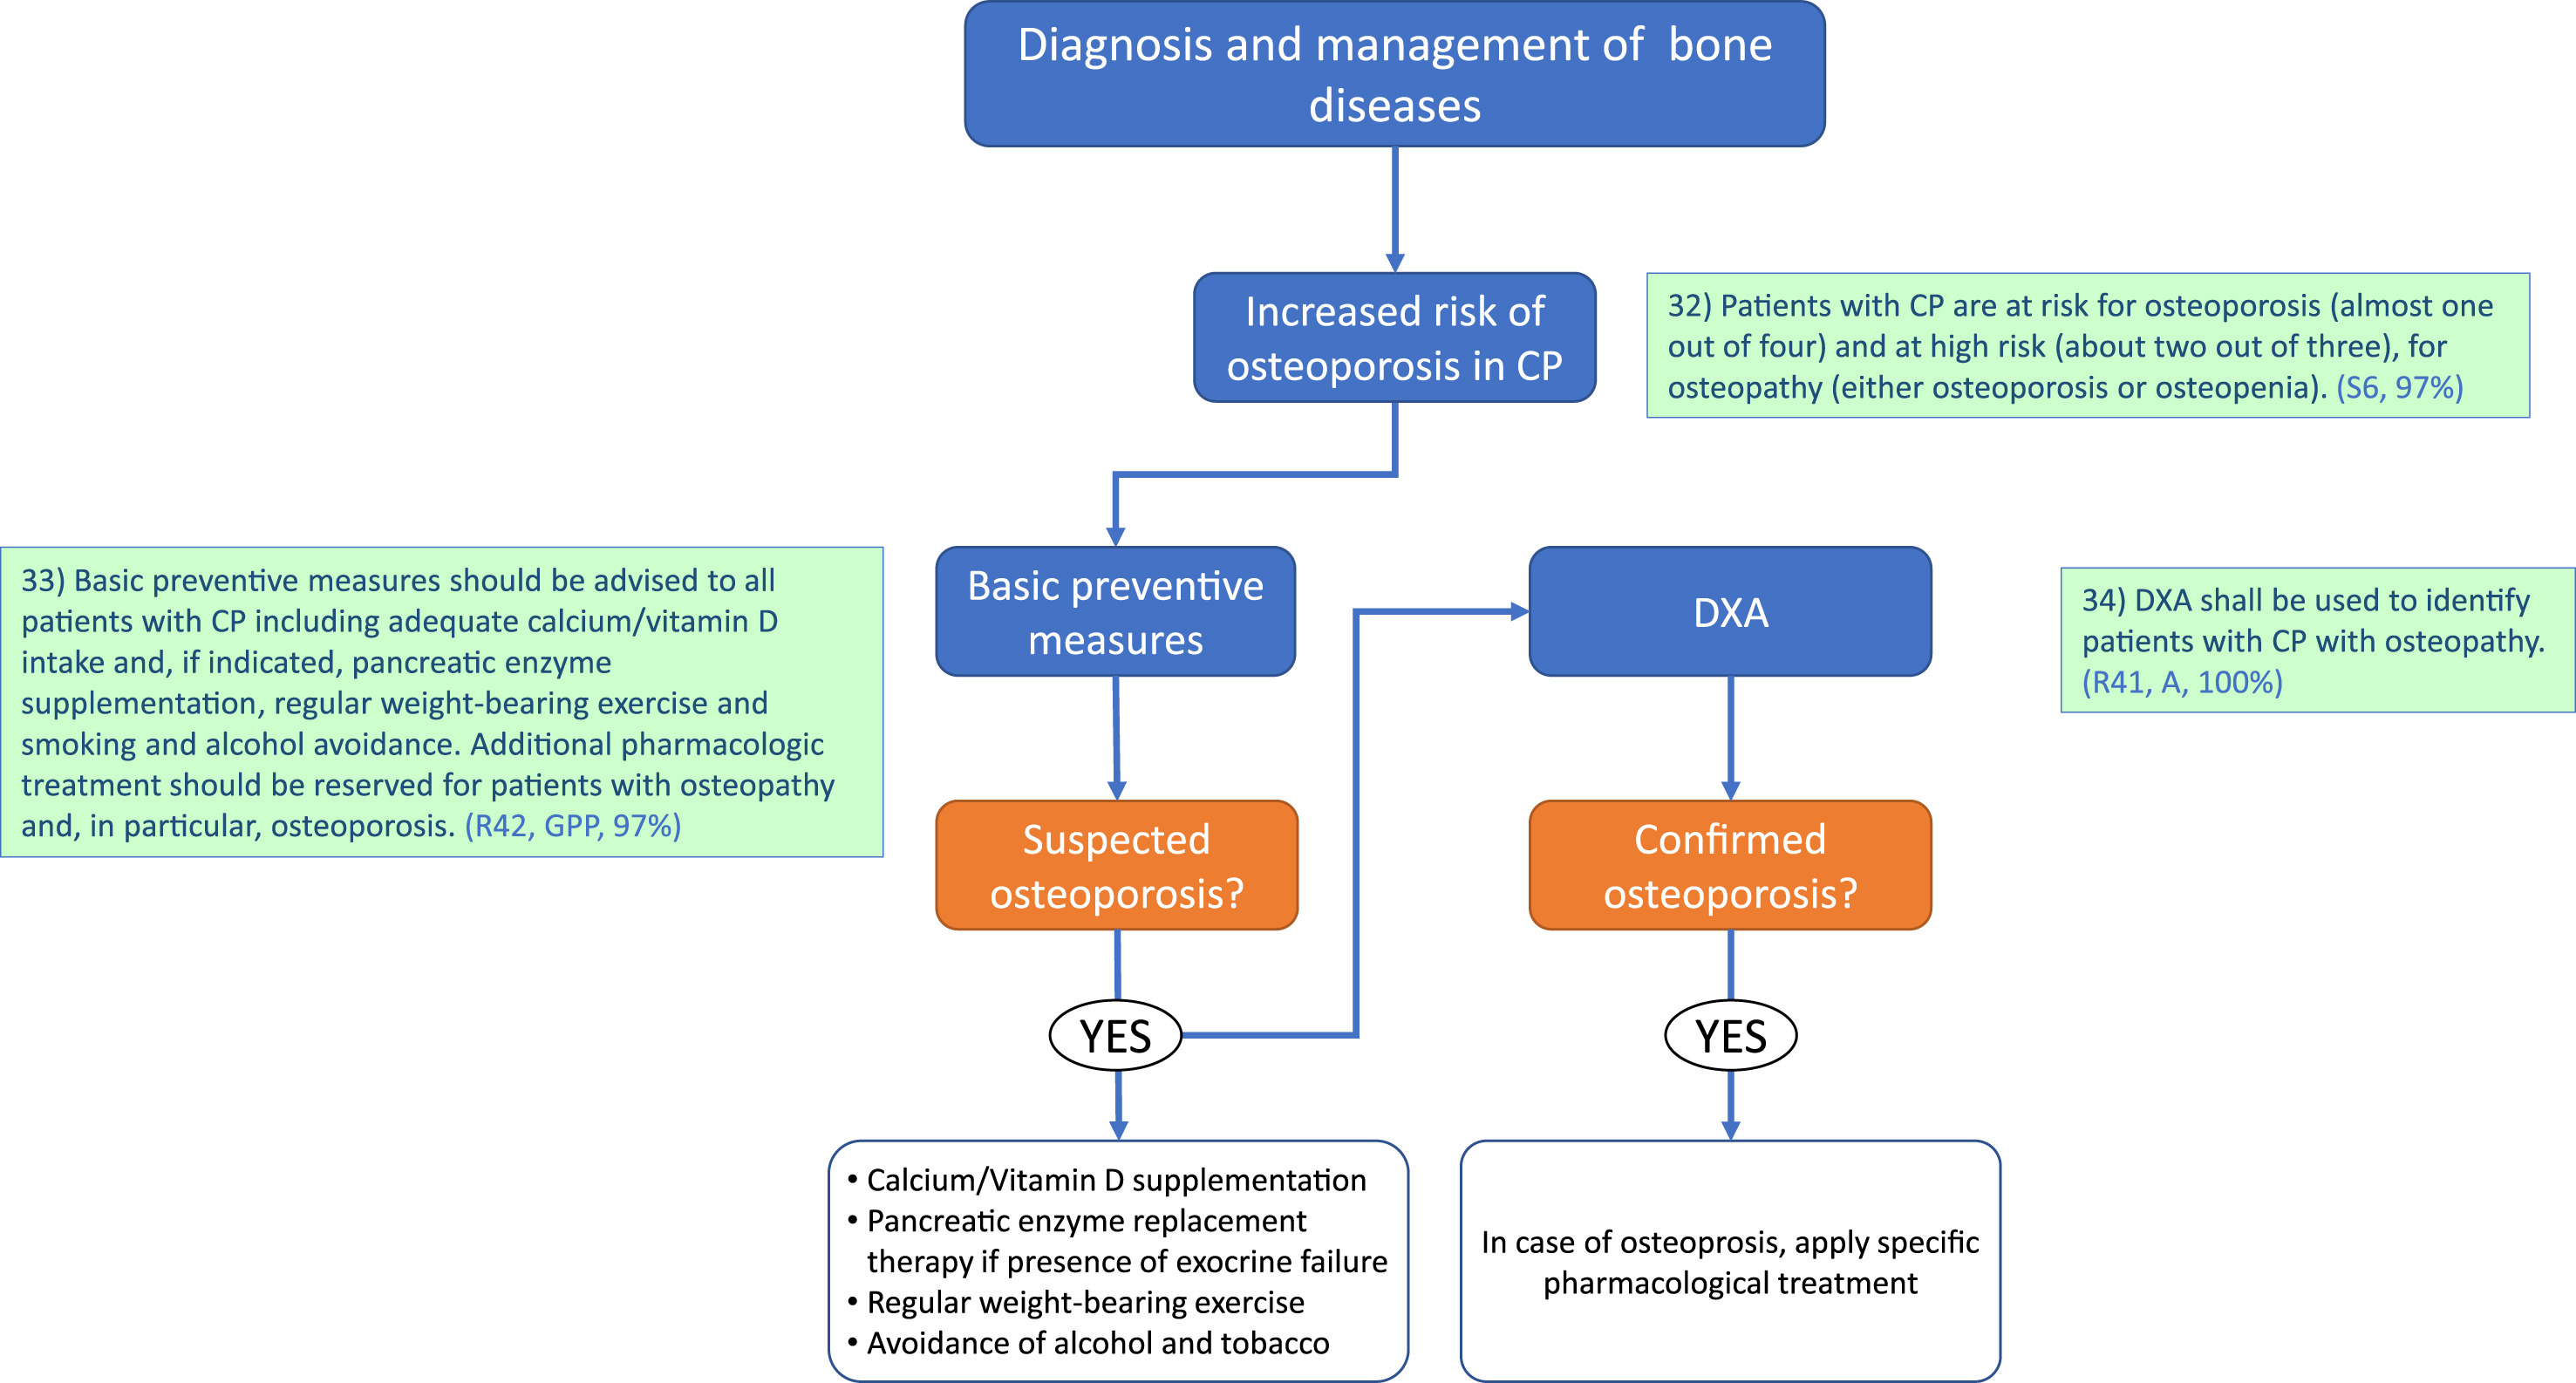 Diagnosis and management of bone
diseases
Increased risk of
osteoporosis in CP
32) Patients with CP are at risk for osteoporosis (almost one
out of four) and at high risk (about two out of three), for
osteopathy (either osteoporosis or osteopenia). (S6, 97%)
33) Basic preventive measures should be advised to all
patients with CP including adequate calcium/vitamin D
intake and, if indicated, pancreatic enzyme
supplementation, regular weight-bearing exercise and
smoking and alcohol avoidance. Additional pharmacologic
treatment should be reserved for patients with osteopathy
and, in particular, osteoporosis. (R42, GPP, 97%)
Basic preventive
measures
DXA
34) DXA shall be used to identify
patients with CP with osteopathy.
(R41, A, 100%)
Suspected
osteoporosis?
Confirmed
osteoporosis?
YES
YES
• Calcium/Vitamin D supplementation
• Pancreatic enzyme replacement
therapy if presence of exocrine failure
• Regular weight-bearing exercise
• Avoidance of alcohol and tobacco
In case of osteoprosis, apply specific
pharmacological treatment